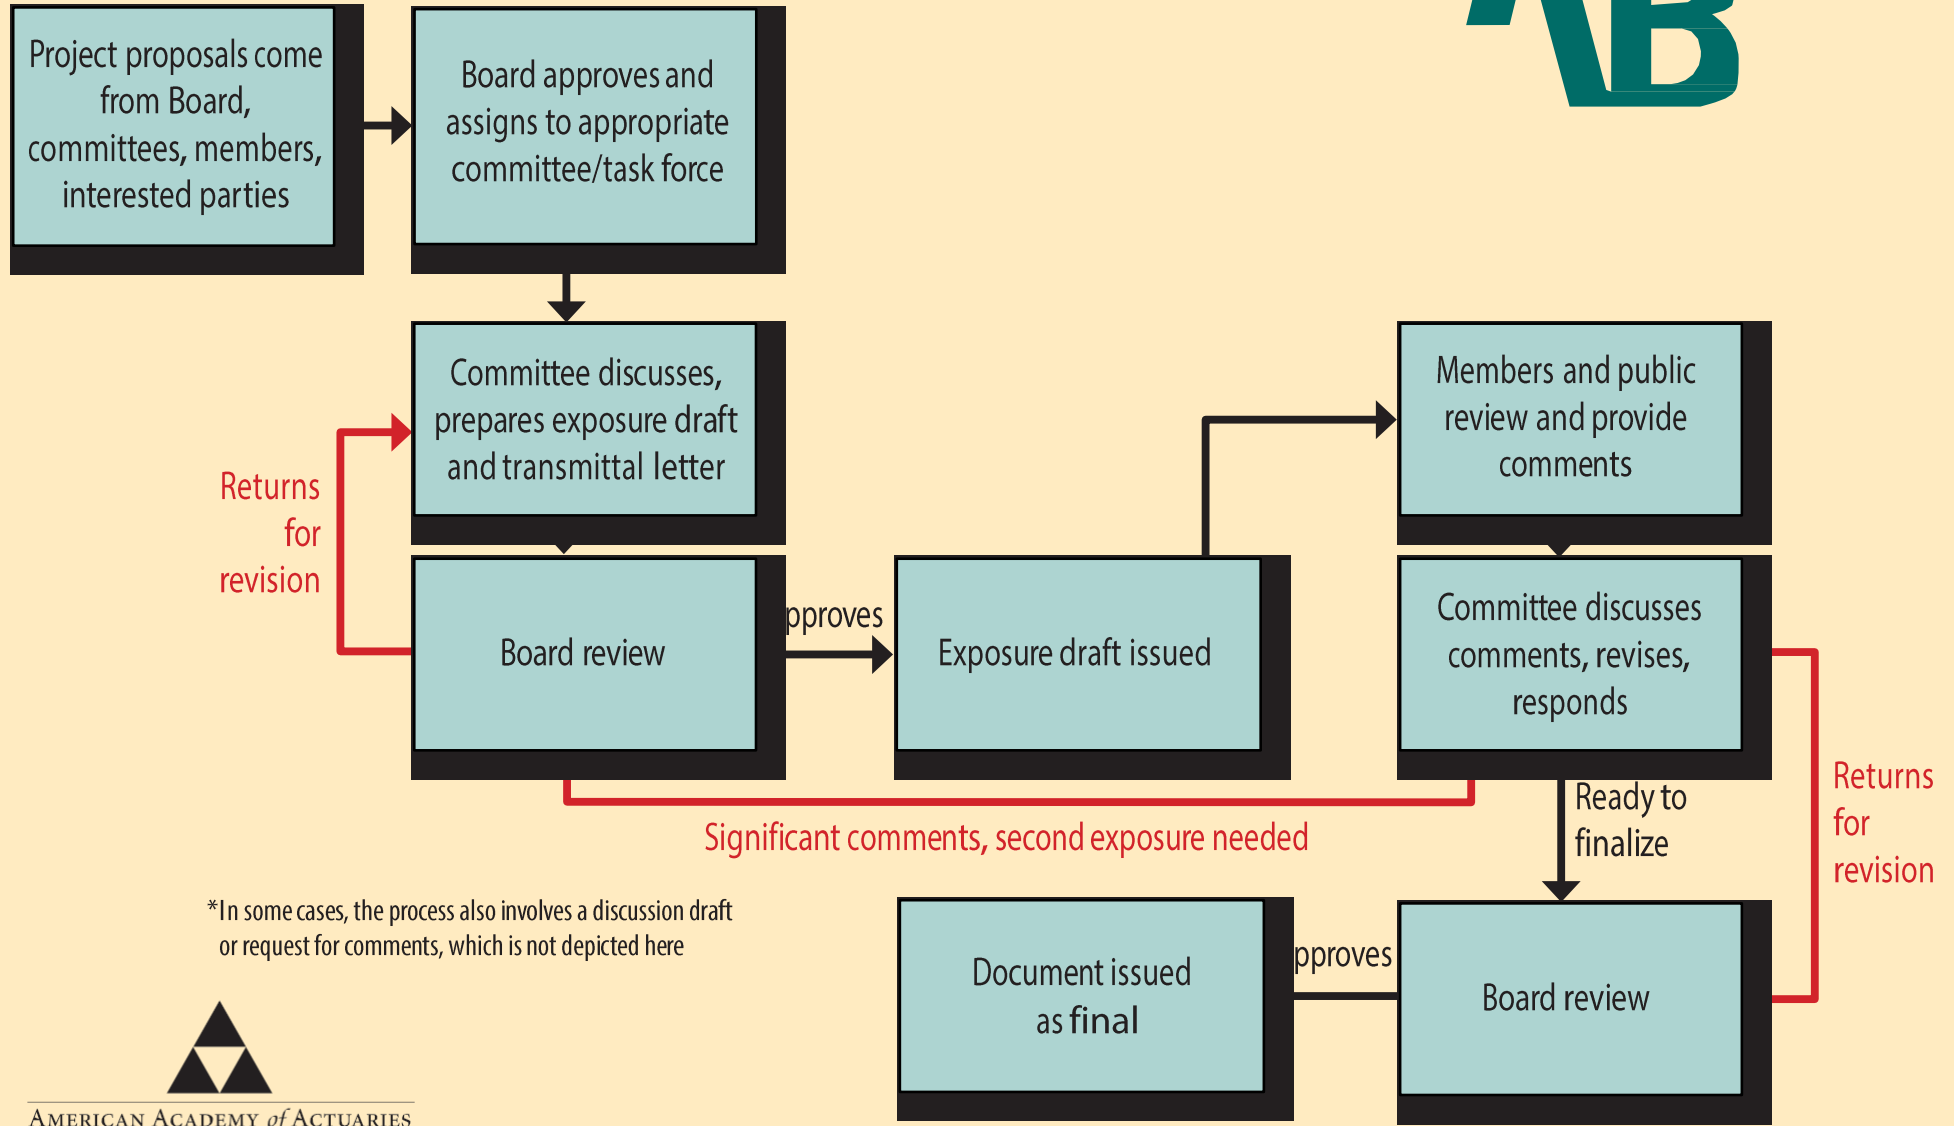 Project proposals come
from Board,
committees, members,
interested parties
Board approves and
assigns to appropriate
committee/task force
Committee discusses,
prepares exposure draft
and transmittal letter
Returns
for
revision
Board review
pproves
Exposure draft issued
Members and public
review and provide
comments
Committee discusses
comments, revises,
responds
Significant comments, second exposure needed
Ready to
finalize
Returns
for
revision
Board review
pproves
Document issued
as final
*In some cases, the process also involves a discussion draft
or request for comments, which is not depicted here
AMERICAN ACADEMY of ACTUARIES